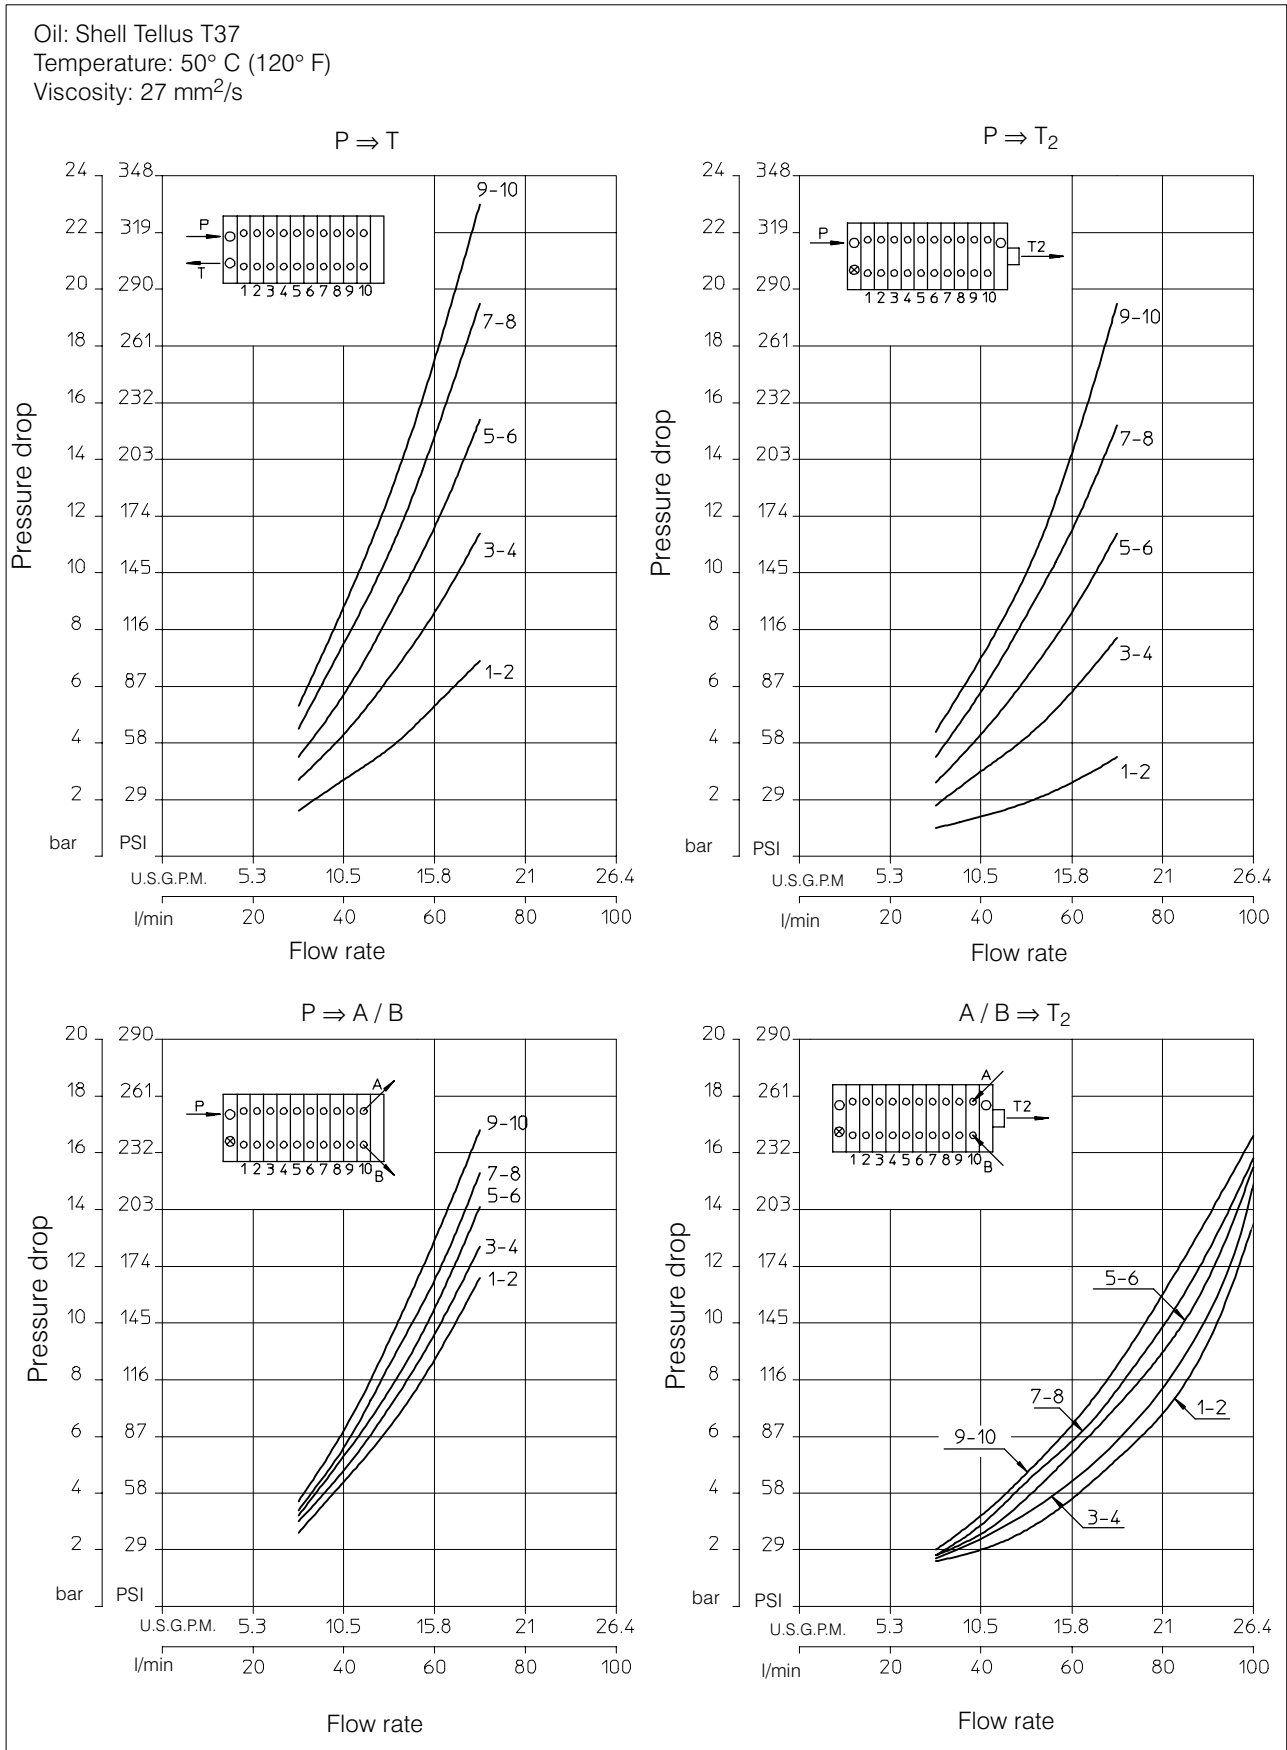 Oil: Shell Tellus T37
Temperature: 50° C (120° F)
Viscosity: 27 mm²/s
P ⇒ T
24 348
22 319
20 290
18 261
16 232
14 203
12 174
10 145
8 116
6 87
4 58
2 29
bar PSI
Pressure drop
P
T
1 2 3 4 5 6 7 8 9 10
9-10
7-8
5-6
3-4
1-2
U.S.G.P.M. 5.3 10.5 15.8 21 26.4
l/min 20 40 60 80 100
Flow rate
P ⇒ T₂
24 348
22 319
20 290
18 261
16 232
14 203
12 174
10 145
8 116
6 87
4 58
2 29
bar PSI
Pressure drop
P
T2
1 2 3 4 5 6 7 8 9 10
9-10
7-8
5-6
3-4
1-2
U.S.G.P.M 5.3 10.5 15.8 21 26.4
l/min 20 40 60 80 100
Flow rate
P ⇒ A / B
20 290
18 261
16 232
14 203
12 174
10 145
8 116
6 87
4 58
2 29
bar PSI
Pressure drop
P
A
B
1 2 3 4 5 6 7 8 9 10
9-10
7-8
5-6
3-4
1-2
U.S.G.P.M. 5.3 10.5 15.8 21 26.4
l/min 20 40 60 80 100
Flow rate
A / B ⇒ T₂
20 290
18 261
16 232
14 203
12 174
10 145
8 116
6 87
4 58
2 29
bar PSI
Pressure drop
A
T2
B
1 2 3 4 5 6 7 8 9 10
5-6
7-8
1-2
9-10
3-4
U.S.G.P.M. 5.3 10.5 15.8 21 26.4
l/min 20 40 60 80 100
Flow rate